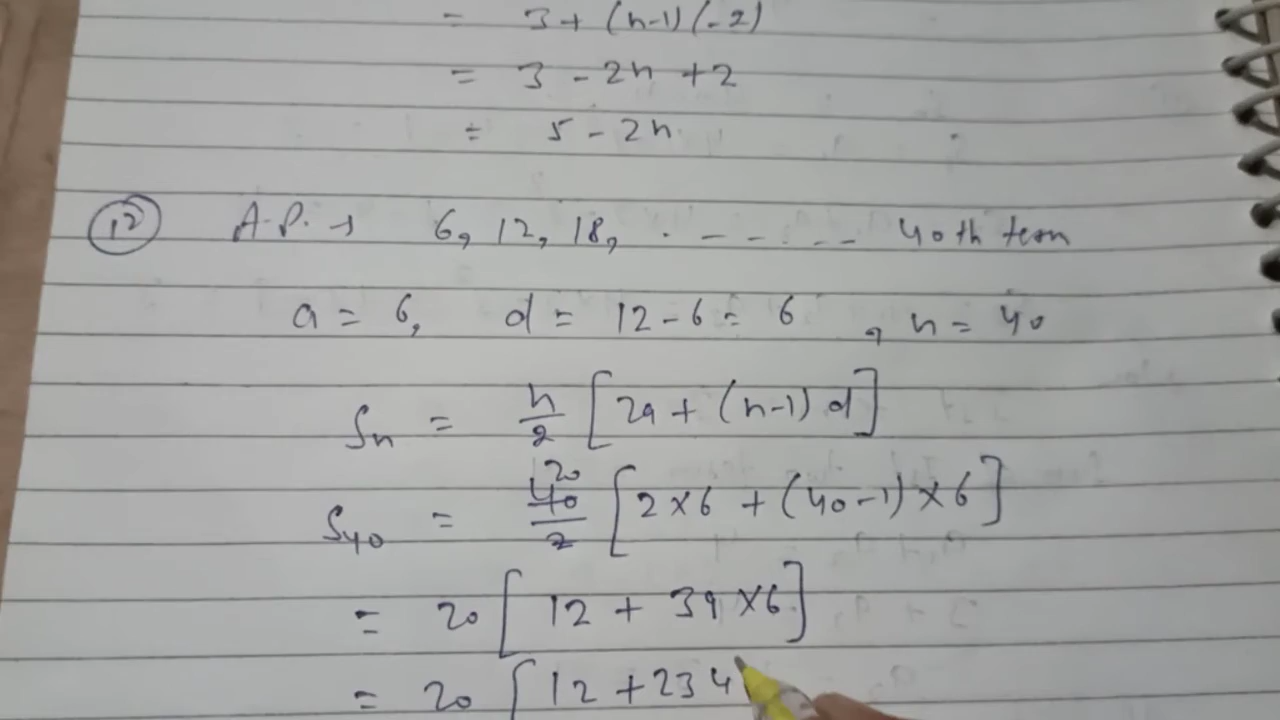 = 3 + (n-1) (-2)
= 3 - 2n + 2
= 5 - 2n
12 A.P. → 6, 12, 18, . - - . . -- 40th term
a = 6, d = 12 - 6 = 6 , n = 40
Sn = n/2 [2a + (n-1) d]
20
S40 = 40/2 [2 × 6 + (40-1) × 6]
= 20 [12 + 39 × 6]
= 20 [12 + 234